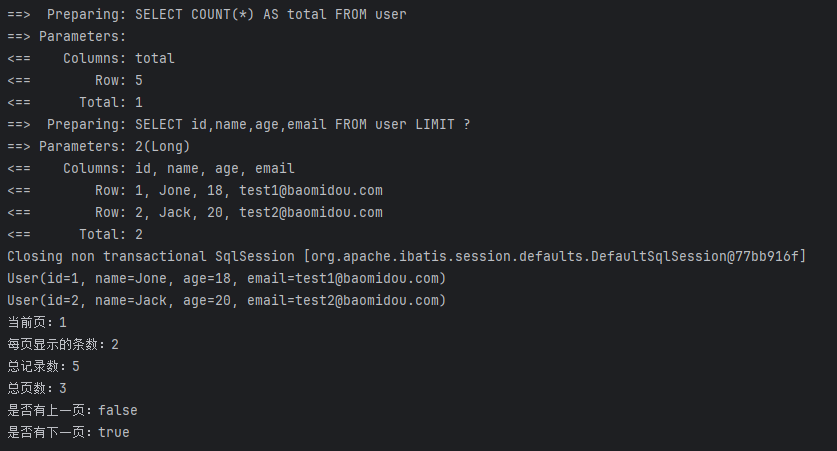 ==>  Preparing: SELECT COUNT(*) AS total FROM user
==> Parameters:
<==    Columns: total
<==        Row: 5
<==      Total: 1
==>  Preparing: SELECT id,name,age,email FROM user LIMIT ?
==> Parameters: 2(Long)
<==    Columns: id, name, age, email
<==        Row: 1, Jone, 18, test1@baomidou.com
<==        Row: 2, Jack, 20, test2@baomidou.com
<==      Total: 2
Closing non transactional SqlSession [org.apache.ibatis.session.defaults.DefaultSqlSession@77bb916f]
User(id=1, name=Jone, age=18, email=test1@baomidou.com)
User(id=2, name=Jack, age=20, email=test2@baomidou.com)
当前页：1
每页显示的条数：2
总记录数：5
总页数：3
是否有上一页：false
是否有下一页：true